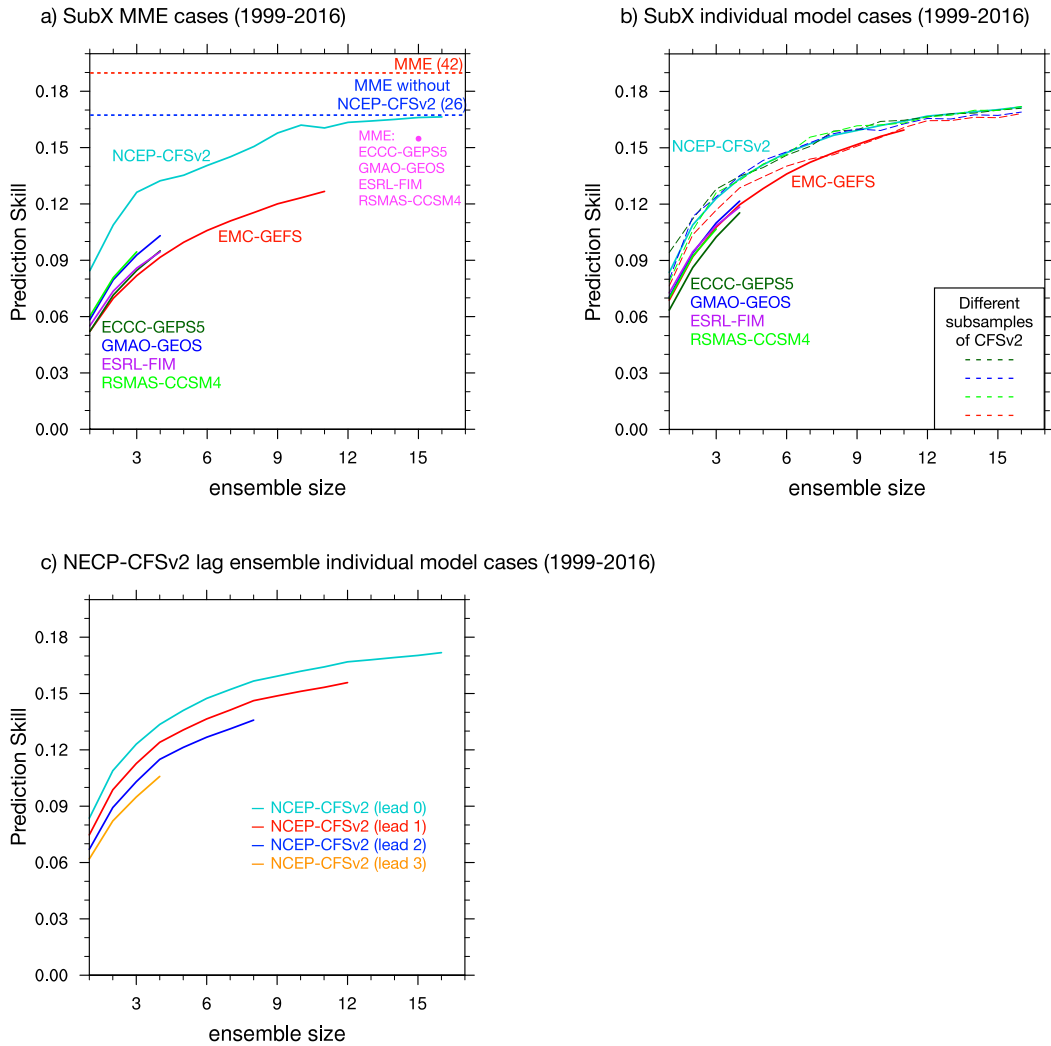 a) SubX MME cases (1999-2016)
MME (42)
MME without
NCEP-CFSv2 (26)
MME:
ECCC-GEPS5
GMAO-GEOS
ESRL-FIM
RSMAS-CCSM4
NCEP-CFSv2
EMC-GEFS
ECCC-GEPS5
GMAO-GEOS
ESRL-FIM
RSMAS-CCSM4
Prediction Skill
0.18
0.15
0.12
0.09
0.06
0.03
0.00
3 6 9 12 15
ensemble size
b) SubX individual model cases (1999-2016)
NCEP-CFSv2
EMC-GEFS
ECCC-GEPS5
GMAO-GEOS
ESRL-FIM
RSMAS-CCSM4
Different
subsamples
of CFSv2
Prediction Skill
0.18
0.15
0.12
0.09
0.06
0.03
0.00
3 6 9 12 15
ensemble size
c) NECP-CFSv2 lag ensemble individual model cases (1999-2016)
NCEP-CFSv2 (lead 0)
NCEP-CFSv2 (lead 1)
NCEP-CFSv2 (lead 2)
NCEP-CFSv2 (lead 3)
Prediction Skill
0.18
0.15
0.12
0.09
0.06
0.03
0.00
3 6 9 12 15
ensemble size